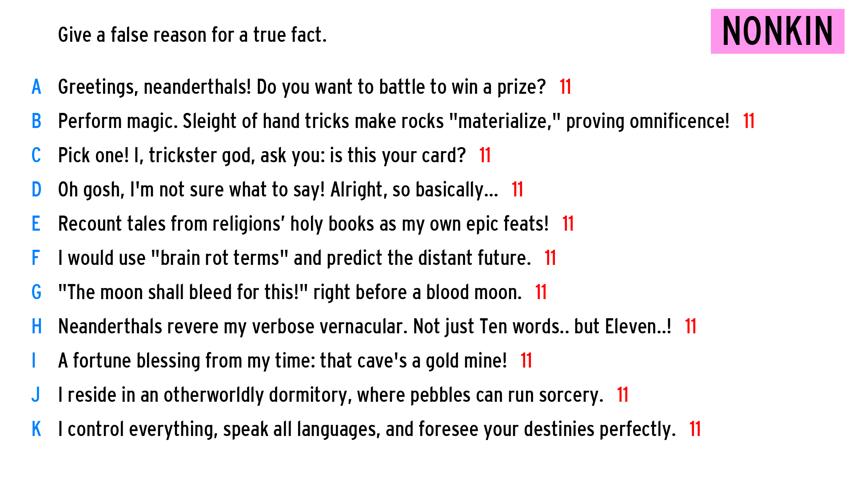 Give a false reason for a true fact.
NONKIN
A Greetings, neanderthals! Do you want to battle to win a prize? 11
B Perform magic. Sleight of hand tricks make rocks "materialize," proving omnificence! 11
C Pick one! I, trickster god, ask you: is this your card? 11
D Oh gosh, I'm not sure what to say! Alright, so basically... 11
E Recount tales from religions' holy books as my own epic feats! 11
F I would use "brain rot terms" and predict the distant future. 11
G "The moon shall bleed for this!" right before a blood moon. 11
H Neanderthals revere my verbose vernacular. Not just Ten words.. but Eleven..! 11
I A fortune blessing from my time: that cave's a gold mine! 11
J I reside in an otherworldly dormitory, where pebbles can run sorcery. 11
K I control everything, speak all languages, and foresee your destinies perfectly. 11